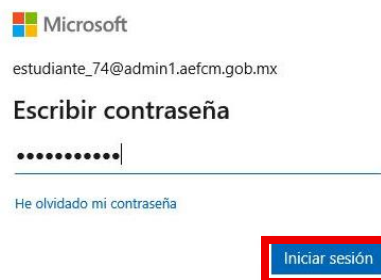 Microsoft
estudiante_74@admin1.aefcm.gob.mx
Escribir contraseña
•••••••••••
He olvidado mi contraseña
Iniciar sesión